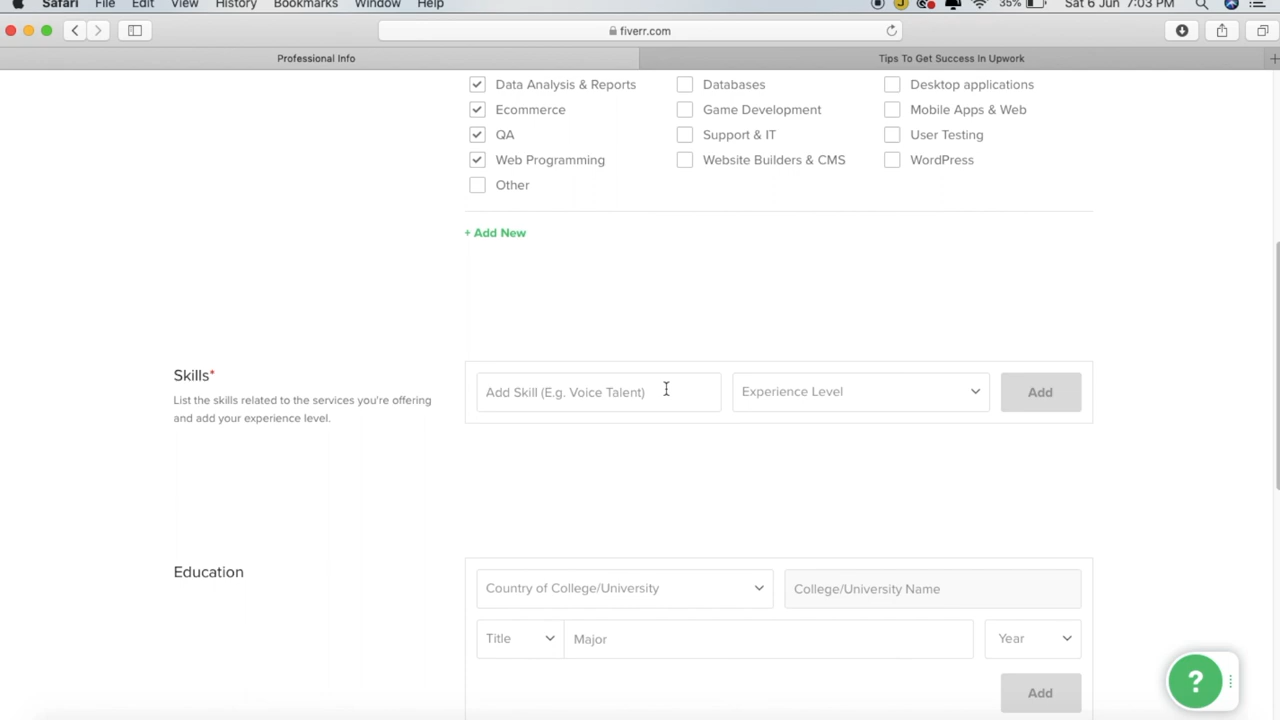 Safari File Edit View History Bookmarks Window Help 35% Sat 6 Jun 7:03 PM
fiverr.com
Professional Info Tips To Get Success In Upwork
Data Analysis & Reports Databases Desktop applications
Ecommerce Game Development Mobile Apps & Web
QA Support & IT User Testing
Web Programming Website Builders & CMS WordPress
Other
+ Add New
Skills*
Add Skill (E.g. Voice Talent) Experience Level Add
List the skills related to the services you're offering
and add your experience level.
Education
Country of College/University College/University Name
Title Major Year
Add
?